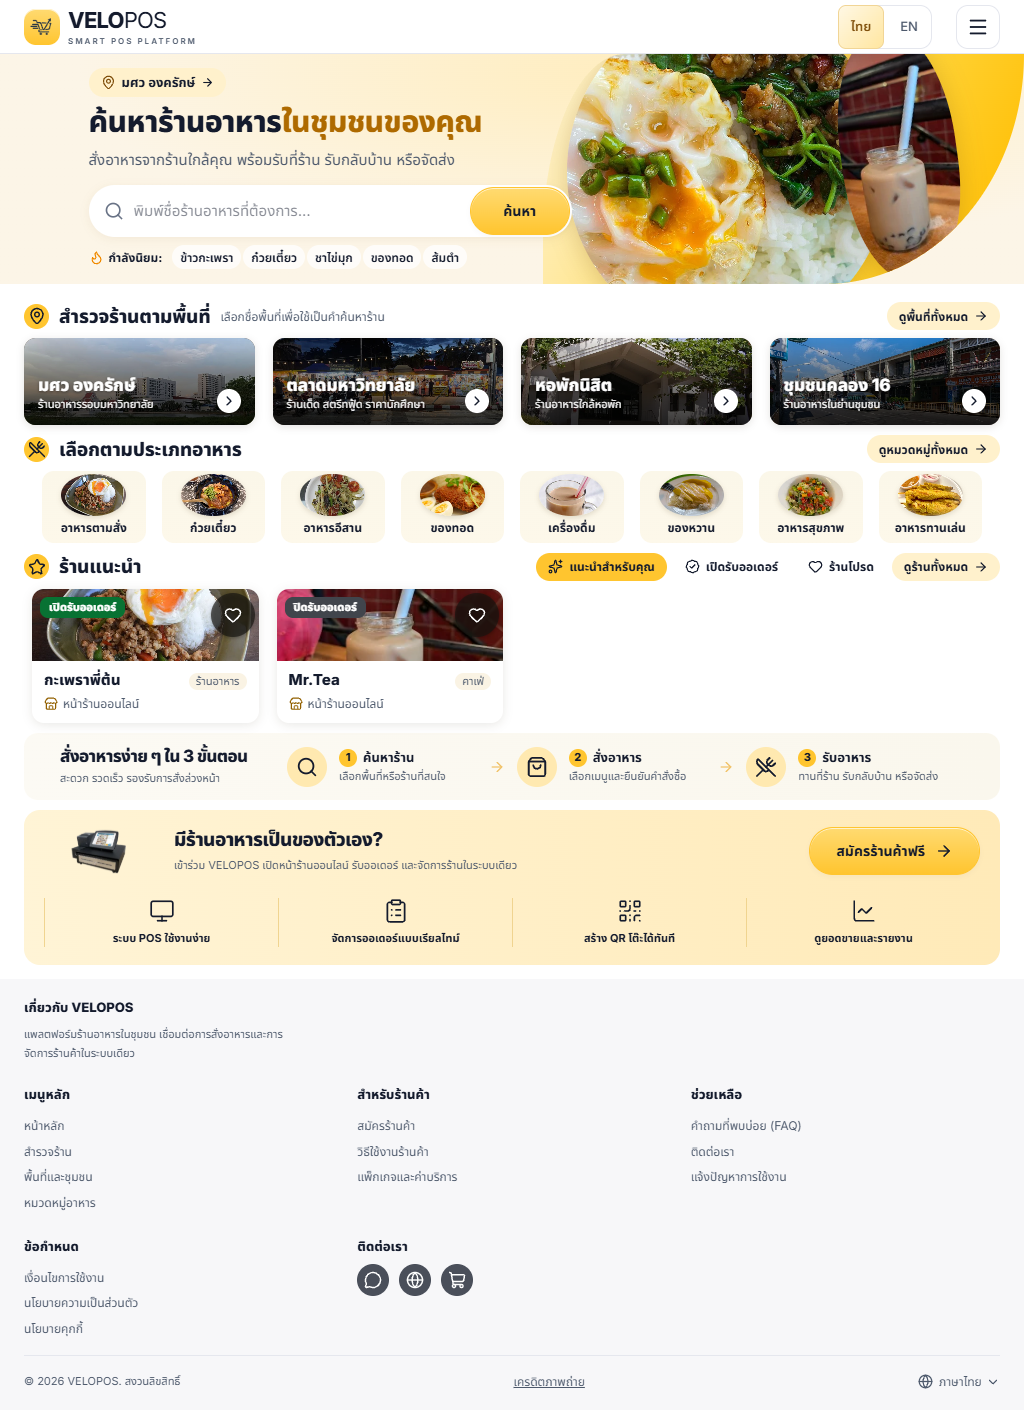 VELOPOS
SMART POS PLATFORM
ไทย
EN
มศว องครักษ์
ค้นหาร้านอาหารในชุมชนของคุณ
สั่งอาหารจากร้านใกล้คุณ พร้อมรับที่ร้าน รับกลับบ้าน หรือจัดส่ง
พิมพ์ชื่อร้านอาหารที่ต้องการ...
ค้นหา
กำลังนิยม:
ข้าวกะเพรา
ก๋วยเตี๋ยว
ชาไข่มุก
ของทอด
ส้มตำ
สำรวจร้านตามพื้นที่
เลือกชื่อพื้นที่เพื่อใช้เป็นคำค้นหาร้าน
ดูพื้นที่ทั้งหมด
มศว องครักษ์
ร้านอาหารรอบมหาวิทยาลัย
ตลาดมหาวิทยาลัย
ร้านเด็ด สตรีทฟู้ด ราคานักศึกษา
หอพักนิสิต
ร้านอาหารใกล้หอพัก
ชุมชนคลอง 16
ร้านอาหารในย่านชุมชน
เลือกตามประเภทอาหาร
ดูหมวดหมู่ทั้งหมด
อาหารตามสั่ง
ก๋วยเตี๋ยว
อาหารอีสาน
ของทอด
เครื่องดื่ม
ของหวาน
อาหารสุขภาพ
อาหารทานเล่น
ร้านแนะนำ
แนะนำสำหรับคุณ
เปิดรับออเดอร์
ร้านโปรด
ดูร้านทั้งหมด
เปิดรับออเดอร์
กะเพราพี่ต้น
ร้านอาหาร
หน้าร้านออนไลน์
ปิดรับออเดอร์
Mr.Tea
คาเฟ่
หน้าร้านออนไลน์
สั่งอาหารง่าย ๆ ใน 3 ขั้นตอน
สะดวก รวดเร็ว รองรับการสั่งล่วงหน้า
1 ค้นหาร้าน
เลือกพื้นที่หรือร้านที่สนใจ
2 สั่งอาหาร
เลือกเมนูและยืนยันคำสั่งซื้อ
3 รับอาหาร
ทานที่ร้าน รับกลับบ้าน หรือจัดส่ง
มีร้านอาหารเป็นของตัวเอง?
เข้าร่วม VELOPOS เปิดหน้าร้านออนไลน์ รับออเดอร์ และจัดการร้านในระบบเดียว
สมัครร้านค้าฟรี
ระบบ POS ใช้งานง่าย
จัดการออเดอร์แบบเรียลไทม์
สร้าง QR โต๊ะได้ทันที
ดูยอดขายและรายงาน
เกี่ยวกับ VELOPOS
แพลตฟอร์มร้านอาหารในชุมชน เชื่อมต่อการสั่งอาหารและการ
จัดการร้านค้าในระบบเดียว
เมนูหลัก
หน้าหลัก
สำรวจร้าน
พื้นที่และชุมชน
หมวดหมู่อาหาร
สำหรับร้านค้า
สมัครร้านค้า
วิธีใช้งานร้านค้า
แพ็กเกจและค่าบริการ
ช่วยเหลือ
คำถามที่พบบ่อย (FAQ)
ติดต่อเรา
แจ้งปัญหาการใช้งาน
ข้อกำหนด
เงื่อนไขการใช้งาน
นโยบายความเป็นส่วนตัว
นโยบายคุกกี้
ติดต่อเรา
© 2026 VELOPOS. สงวนลิขสิทธิ์
เครดิตภาพถ่าย
ภาษาไทย